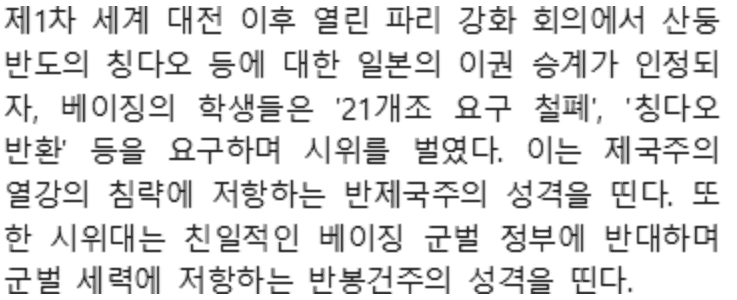 제1차 세계 대전 이후 열린 파리 강화 회의에서 산둥
반도의 칭다오 등에 대한 일본의 이권 승계가 인정되
자, 베이징의 학생들은 '21개조 요구 철폐', '칭다오
반환' 등을 요구하며 시위를 벌였다. 이는 제국주의
열강의 침략에 저항하는 반제국주의 성격을 띤다. 또
한 시위대는 친일적인 베이징 군벌 정부에 반대하며
군벌 세력에 저항하는 반봉건주의 성격을 띤다.